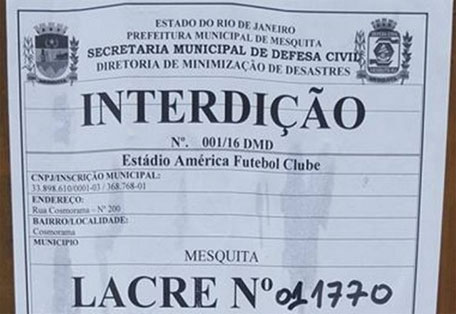 ESTADO DO RIO DE JANEIRO
PREFEITURA MUNICIPAL DE MESQUITA
SECRETARIA MUNICIPAL DE DEFESA CIVIL
DIRETORIA DE MINIMIZAÇÃO DE DESASTRES
INTERDIÇÃO
Nº. 001/16 DMD
Estádio América Futebol Clube
CNPJ/INSCRIÇÃO MUNICIPAL:
33.898.610/0001-03 / 368.768-01
ENDEREÇO:
Rua Cosmorama – Nº 200
BAIRRO/LOCALIDADE:
Cosmorama
MUNICIPIO
MESQUITA
LACRE Nº 011770